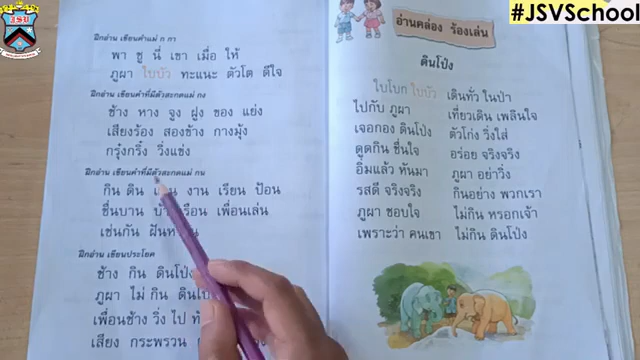 #JSVSchool
JSV
ฝึกอ่าน เขียนคำแม่ ก กา
พา ชู นี่ เขา เมื่อ ให้
ภูผา ใบบัว ทะแนะ ตัวโต ดีใจ
ฝึกอ่าน เขียนคำที่มีตัวสะกดแม่ กง
ช้าง หาง จูง ฝูง ของ แย่ง
เสียงร้อง สองข้าง กางมุ้ง
กรุ๋งกริ๋ง วิ่งแข่ง
ฝึกอ่าน เขียนคำที่มีตัวสะกดแม่ กน
กิน ดิน งาน เรียน ป้อน
ชื่นบาน เพื่อนเล่น
เช่นกัน
ฝึกอ่าน เขียนประโยค
ช้าง กิน ดินโป่ง
ภูผา ไม่ กิน
เพื่อนช้าง วิ่ง ไป
เสียง กระพรวน
อ่านคล่อง ร้องเล่น
ดินโป่ง
ใบโบก ใบบัว เดินทั่ว ในป่า
ไปกับ ภูผา เที่ยวเดิน เพลินใจ
เจอกอง ดินโป่ง ตัวโก่ง วิ่งใส่
ดูดกิน ชื่นใจ อร่อย จริงจริง
อิ่มแล้ว หันมา ภูผา อย่าวิ่ง
รสดี จริงจริง กินอย่าง พวกเรา
ภูผา ชอบใจ ไม่กิน หรอกเจ้า
เพราะว่า คนเขา ไม่กิน ดินโป่ง